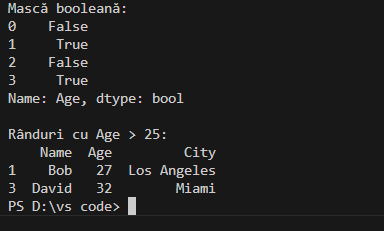 Mască booleană:
0    False
1     True
2    False
3     True
Name: Age, dtype: bool

Rânduri cu Age > 25:
    Name  Age         City
1    Bob   27  Los Angeles
3  David   32        Miami
PS D:\vs code>